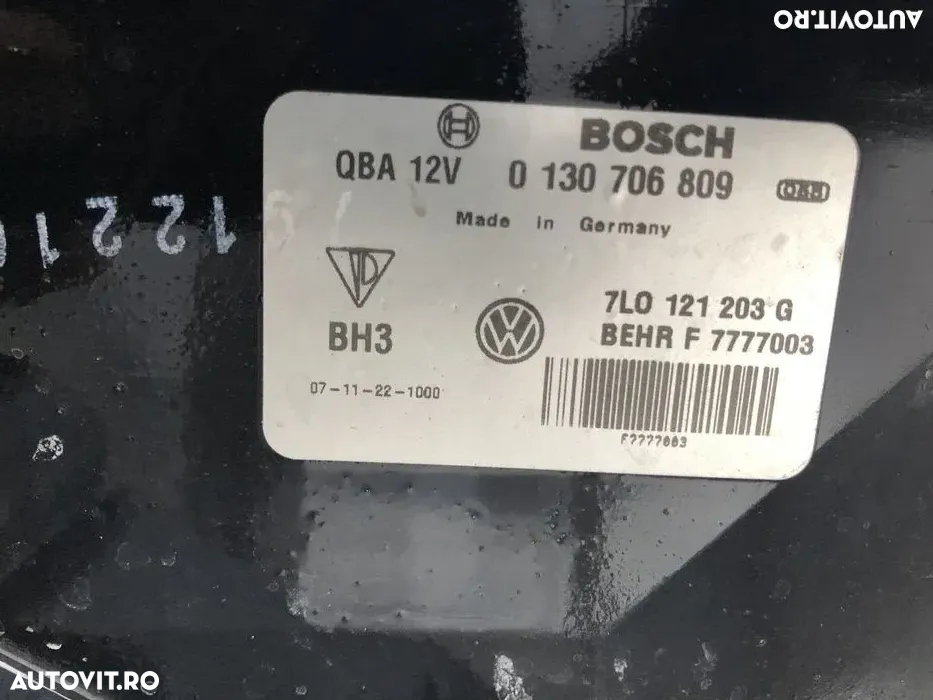 AUTOVIT.RO
BOSCH
QBA 12V 0 130 706 809
Made in Germany
7L0 121 203 G
BH3
BEHR F 7777003
07-11-22-1000
F7777003
AUTOVIT.RO